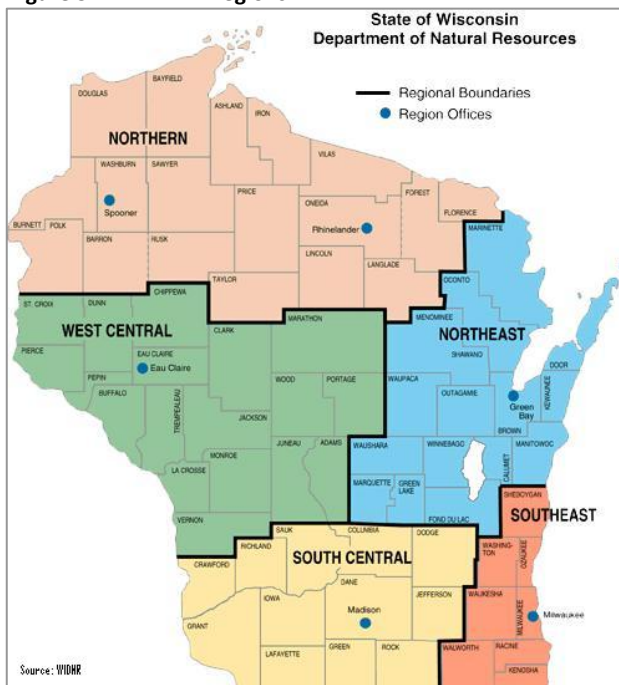 State of Wisconsin
Department of Natural Resources
Regional Boundaries
Region Offices
BAYFIELD
DOUGLAS
ASHLAND
IRON
NORTHERN
VILAS
WASHBURN
SAWYER
PRICE
ONEIDA
FOREST
FLORENCE
Spooner
Rhinelander
BURNETT
POLK
MARINETTE
BARRON
RUSK
LINCOLN
LANGLADE
TAYLOR
OCONTO
CHIPPEWA
ST. CROIX
DUNN
MARATHON
MENOMINEE
WEST CENTRAL
CLARK
NORTHEAST
PIERCE
EAU CLAIRE
Eau Claire
SHAWANO
DOOR
PEPIN
WOOD
PORTAGE
WAUPACA
KEWAUNEE
BUFFALO
TREMPEALEAU
OUTAGAMIE
Green
Bay
JACKSON
BROWN
JUNEAU
ADAMS
WAUSHARA
WINNEBAGO
CALUMET
MANITOWOC
MONROE
LA CROSSE
MARQUETTE
GREEN
LAKE
SHEBOYGAN
VERNON
FOND DU LAC
SOUTHEAST
SAUK
COLUMBIA
DODGE
RICHLAND
SOUTH CENTRAL
WASHING-
TON
OZAUKEE
CRAWFORD
DANE
IOWA
JEFFERSON
WAUKESHA
MILWAUKEE
Madison
Milwaukee
GRANT
LAFAYETTE
GREEN
ROCK
WALWORTH
RACINE
KENOSHA
Source: WIDNR